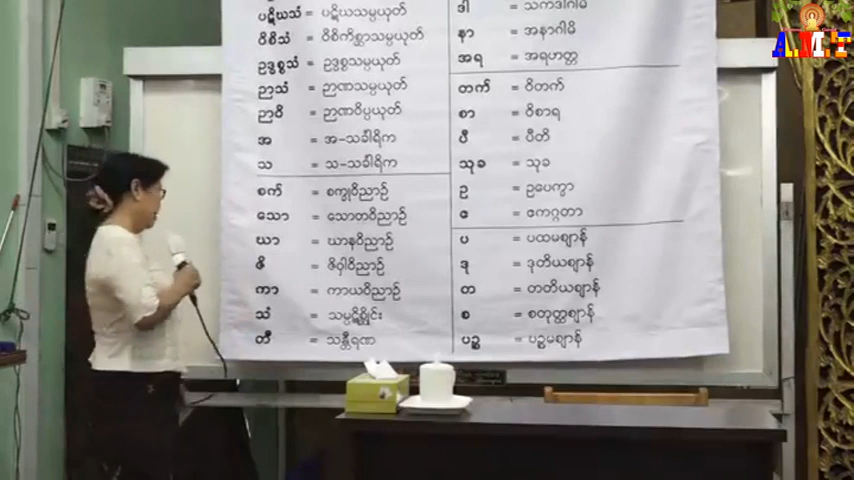 ပဋိဃသံ = ပဋိဃသမ္ပယုတ်
ဝိစိသံ = ဝိစိကိစ္ဆာသမ္ပယုတ်
ဥဒ္ဓစ္စသံ = ဥဒ္ဓစ္စသမ္ပယုတ်
ဉာသံ = ဉာဏသမ္ပယုတ်
ဉာဝိ = ဉာဏဝိပ္ပယုတ်
အ = အ-သင်္ခါရိက
သ = သ-သင်္ခါရိက
စက် = စက္ခုဝိညာဉ်
သော = သောတဝိညာဉ်
ဃာ = ဃာနဝိညာဉ်
ဇိ = ဇိဝှါဝိညာဉ်
ကာ = ကာယဝိညာဉ်
သံ = သမ္ပဋိစ္ဆိုင်း
တီ = သန္တီရဏ
ဒါ = သကဒါဂါမိ
နာ = အနာဂါမိ
အရ = အရဟတ္တ
တက် = ဝိတက်
စာ = ဝိစာရ
ပီ = ပီတိ
သုခ = သုခ
ဥ = ဥပေက္ခာ
ဧ = ဧကဂ္ဂတာ
ပ = ပထမဈာန်
ဒု = ဒုတိယဈာန်
တ = တတိယဈာန်
စ = စတုတ္ထဈာန်
ပဉ္စ = ပဉ္စမဈာန်
A.M.T